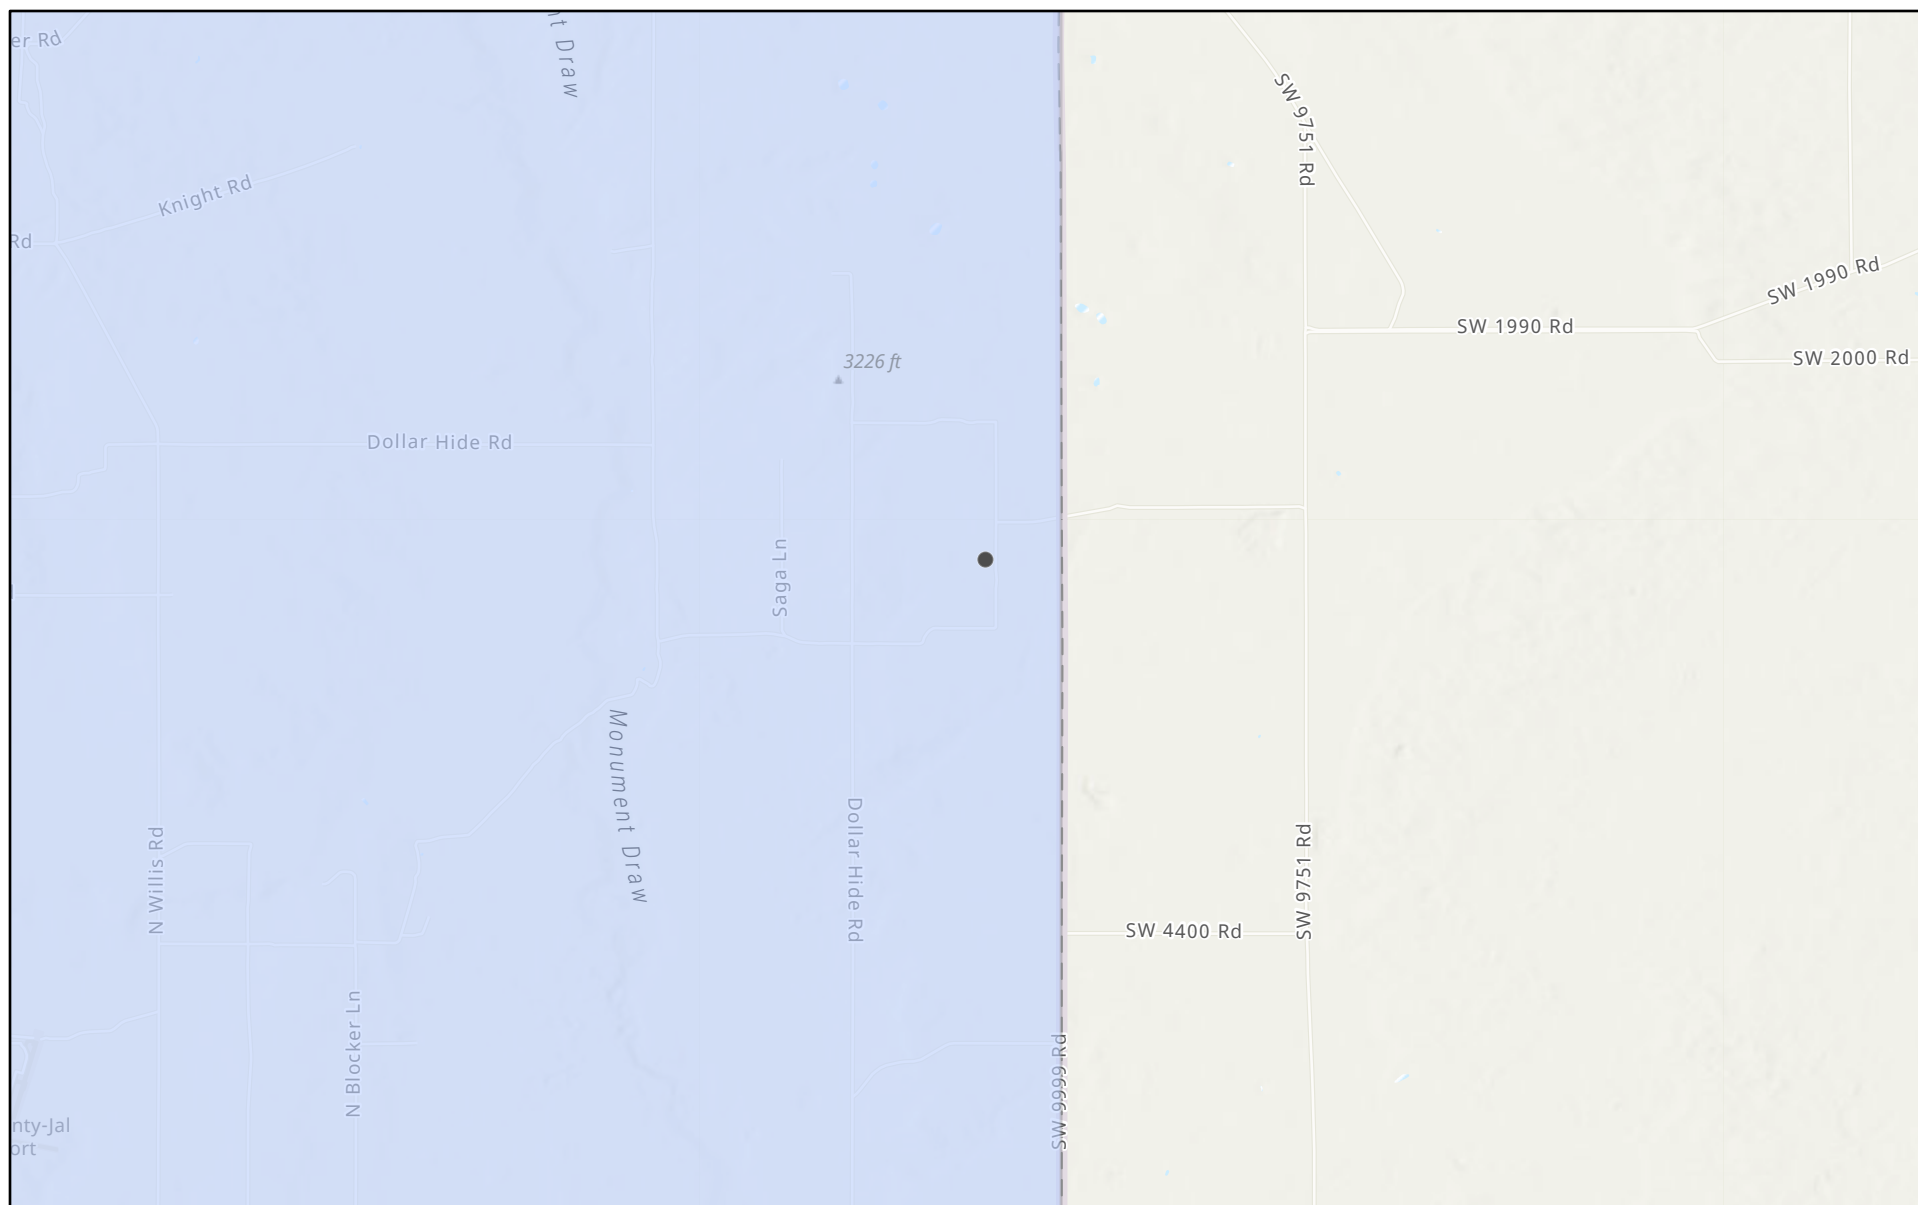 nt Draw
er Rd
SW 9751 Rd
Knight Rd
Rd
SW 1990 Rd
SW 1990 Rd
SW 2000 Rd
3226 ft
Dollar Hide Rd
Saga Ln
Monument Draw
Dollar Hide Rd
N Willis Rd
SW 9751 Rd
SW 4400 Rd
N Blocker Ln
SW 9999 Rd
nty-Jal
ort